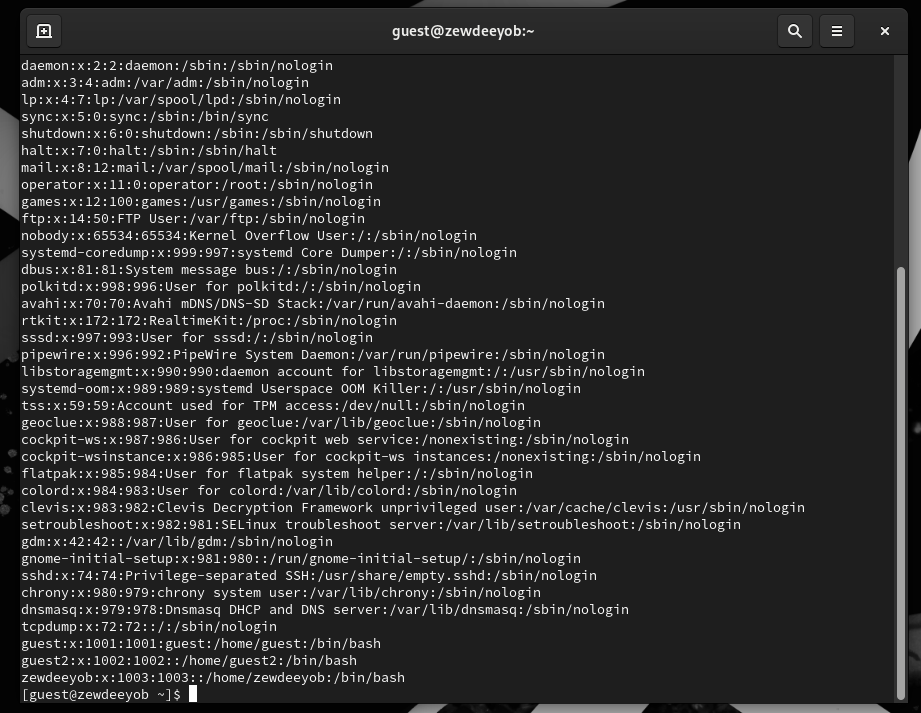 guest@zewdeeyob:~
daemon:x:2:2:daemon:/sbin:/sbin/nologin
adm:x:3:4:adm:/var/adm:/sbin/nologin
lp:x:4:7:lp:/var/spool/lpd:/sbin/nologin
sync:x:5:0:sync:/sbin:/bin/sync
shutdown:x:6:0:shutdown:/sbin:/sbin/shutdown
halt:x:7:0:halt:/sbin:/sbin/halt
mail:x:8:12:mail:/var/spool/mail:/sbin/nologin
operator:x:11:0:operator:/root:/sbin/nologin
games:x:12:100:games:/usr/games:/sbin/nologin
ftp:x:14:50:FTP User:/var/ftp:/sbin/nologin
nobody:x:65534:65534:Kernel Overflow User:/:/sbin/nologin
systemd-coredump:x:999:997:systemd Core Dumper:/:/sbin/nologin
dbus:x:81:81:System message bus:/:/sbin/nologin
polkitd:x:998:996:User for polkitd:/:/sbin/nologin
avahi:x:70:70:Avahi mDNS/DNS-SD Stack:/var/run/avahi-daemon:/sbin/nologin
rtkit:x:172:172:RealtimeKit:/proc:/sbin/nologin
sssd:x:997:993:User for sssd:/:/sbin/nologin
pipewire:x:996:992:PipeWire System Daemon:/var/run/pipewire:/sbin/nologin
libstoragemgmt:x:990:990:daemon account for libstoragemgmt:/:/usr/sbin/nologin
systemd-oom:x:989:989:systemd Userspace OOM Killer:/:/usr/sbin/nologin
tss:x:59:59:Account used for TPM access:/dev/null:/sbin/nologin
geoclue:x:988:987:User for geoclue:/var/lib/geoclue:/sbin/nologin
cockpit-ws:x:987:986:User for cockpit web service:/nonexisting:/sbin/nologin
cockpit-wsinstance:x:986:985:User for cockpit-ws instances:/nonexisting:/sbin/nologin
flatpak:x:985:984:User for flatpak system helper:/:/sbin/nologin
colord:x:984:983:User for colord:/var/lib/colord:/sbin/nologin
clevis:x:983:982:Clevis Decryption Framework unprivileged user:/var/cache/clevis:/usr/sbin/nologin
setroubleshoot:x:982:981:SELinux troubleshoot server:/var/lib/setroubleshoot:/sbin/nologin
gdm:x:42:42::/var/lib/gdm:/sbin/nologin
gnome-initial-setup:x:981:980::/run/gnome-initial-setup/:/sbin/nologin
sshd:x:74:74:Privilege-separated SSH:/usr/share/empty.sshd:/sbin/nologin
chrony:x:980:979:chrony system user:/var/lib/chrony:/sbin/nologin
dnsmasq:x:979:978:Dnsmasq DHCP and DNS server:/var/lib/dnsmasq:/sbin/nologin
tcpdump:x:72:72::/:/sbin/nologin
guest:x:1001:1001:guest:/home/guest:/bin/bash
guest2:x:1002:1002::/home/guest2:/bin/bash
zewdeeyob:x:1003:1003::/home/zewdeeyob:/bin/bash
[guest@zewdeeyob ~]$